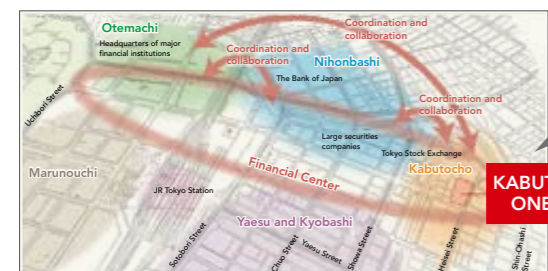 Otemachi
Headquarters of major
financial institutions
Coordination and
collaboration
Coordination and
collaboration
Nihonbashi
The Bank of Japan
Coordination and
collaboration
Uchibori Street
Large securities
companies
Tokyo Stock Exchange
Kabutocho
Marunouchi
Financial Center
KABUT
ONE
JR Tokyo Station
Yaesu and Kyobashi
Sotobori Street
Chuo Street
Yaesu Street
Showa Street
Heisei Street
Shin-Ohashi
Street